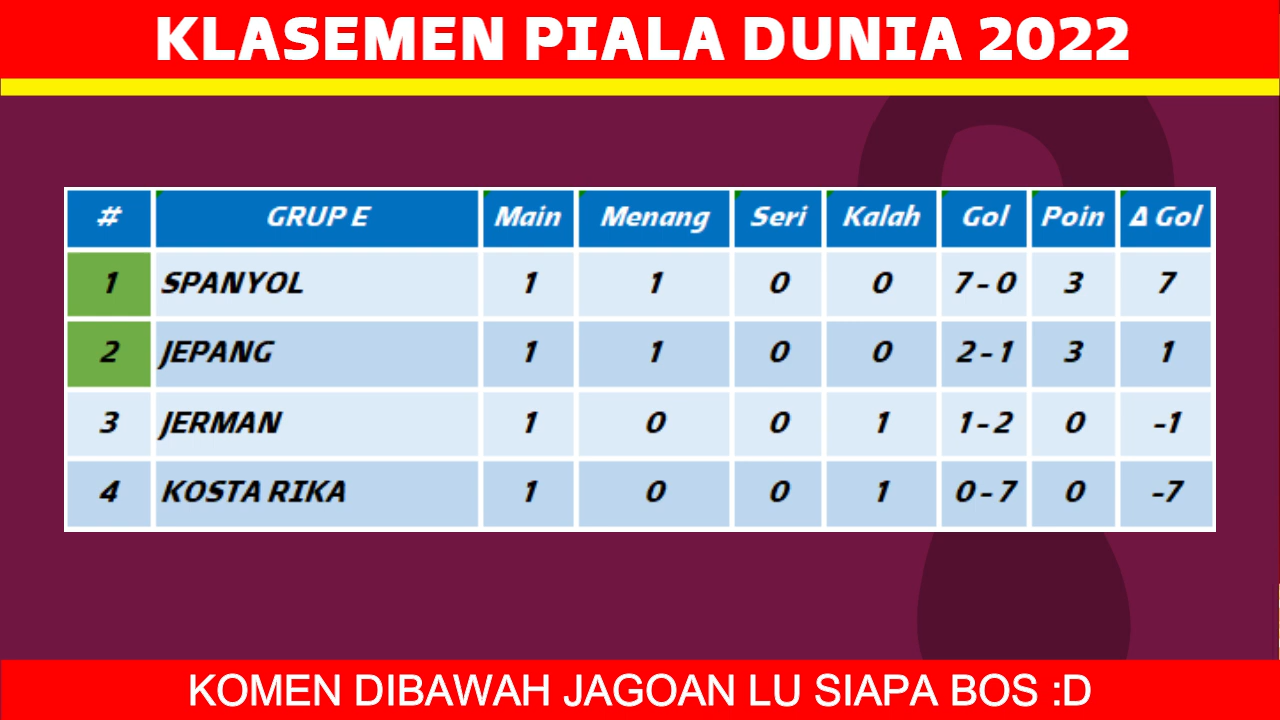 KLASEMEN PIALA DUNIA 2022
# GRUP E Main Menang Seri Kalah Gol Poin Δ Gol
1 SPANYOL 1 1 0 0 7 - 0 3 7
2 JEPANG 1 1 0 0 2 - 1 3 1
3 JERMAN 1 0 0 1 1 - 2 0 -1
4 KOSTA RIKA 1 0 0 1 0 - 7 0 -7
KOMEN DIBAWAH JAGOAN LU SIAPA BOS :D